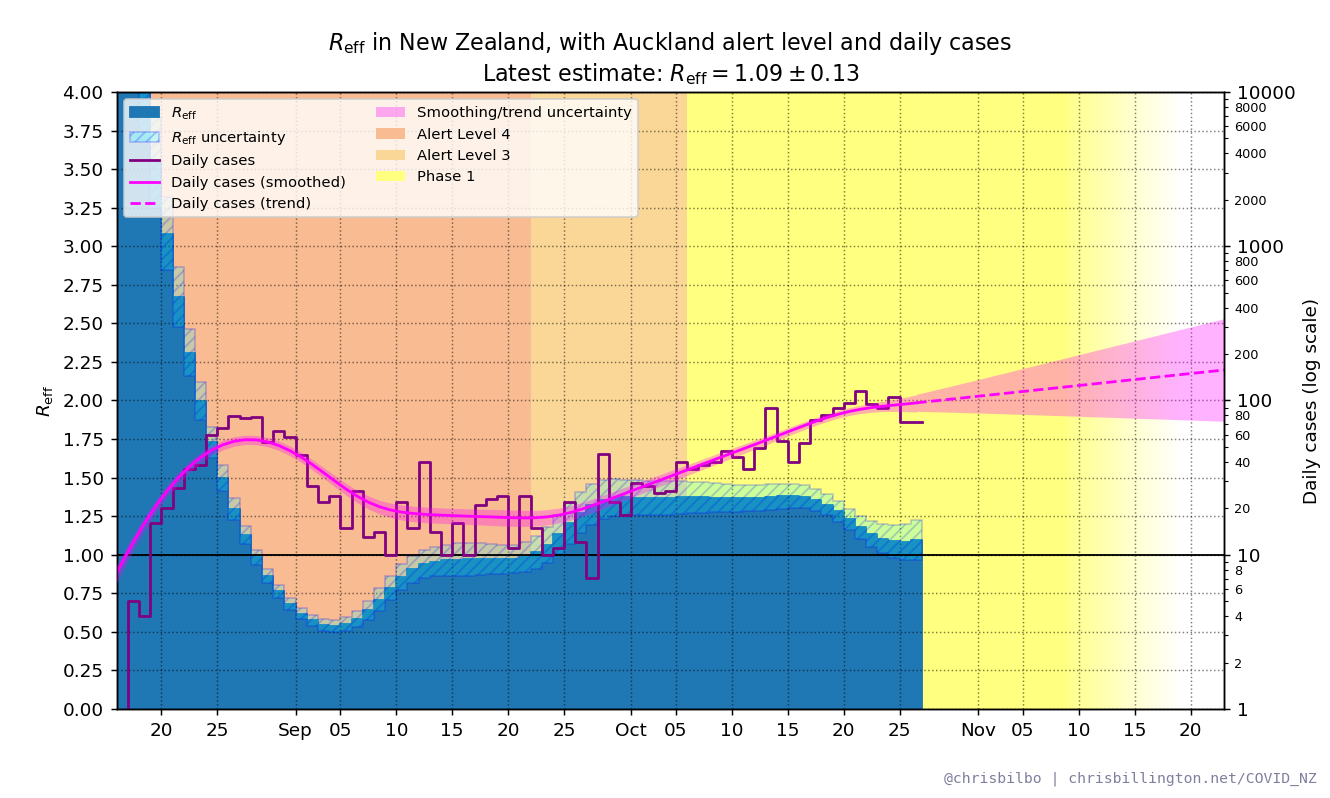 Reff in New Zealand, with Auckland alert level and daily cases
Latest estimate: Reff = 1.09 ± 0.13
Reff
Reff uncertainty
Daily cases
Daily cases (smoothed)
Daily cases (trend)
Smoothing/trend uncertainty
Alert Level 4
Alert Level 3
Phase 1
Reff
4.00
3.75
3.50
3.25
3.00
2.75
2.50
2.25
2.00
1.75
1.50
1.25
1.00
0.75
0.50
0.25
0.00
20 25 Sep 05 10 15 20 25 Oct 05 10 15 20 25 Nov 05 10 15 20
10000
8000
6000
4000
2000
1000
800
600
400
200
100
80
60
40
20
10
8
6
4
2
1
Daily cases (log scale)
@chrisbilbo | chrisbillington.net/COVID_NZ